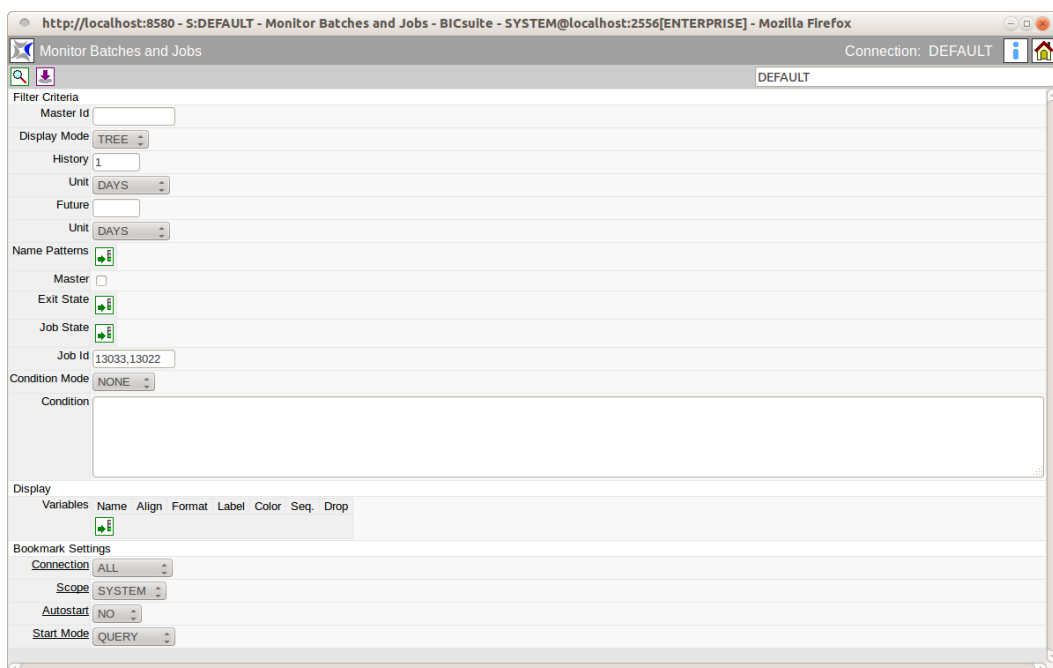 http://localhost:8580 - S:DEFAULT - Monitor Batches and Jobs - BICsuite - SYSTEM@localhost:2556[ENTERPRISE] - Mozilla Firefox
Monitor Batches and Jobs Connection: DEFAULT
DEFAULT
Filter Criteria
Master Id
Display Mode TREE
History 1
Unit DAYS
Future
Unit DAYS
Name Patterns
Master
Exit State
Job State
Job Id 13033,13022
Condition Mode NONE
Condition
Display
Variables Name Align Format Label Color Seq. Drop
Bookmark Settings
Connection ALL
Scope SYSTEM
Autostart NO
Start Mode QUERY